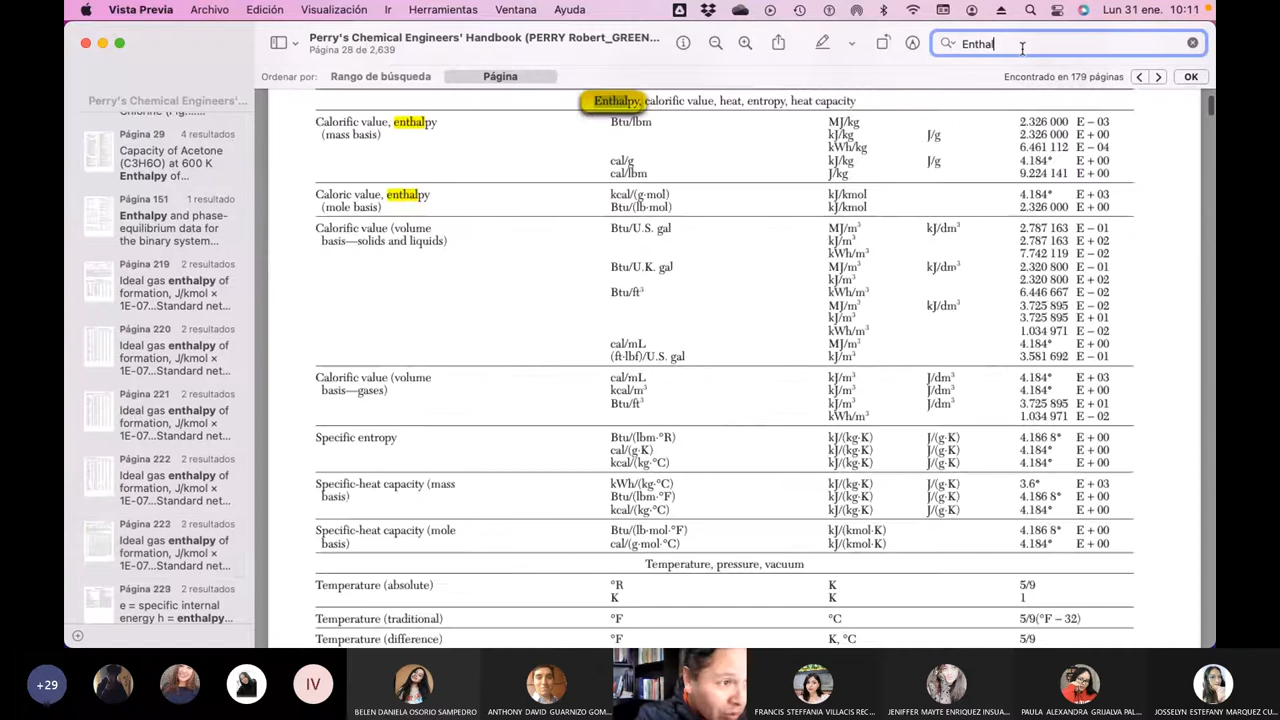 Vista Previa Archivo Edición Visualización Ir Herramientas Ventana Ayuda Lun 31 ene. 10:11
Perry's Chemical Engineers' Handbook (PERRY Robert_GREEN...
Página 28 de 2,639
Enthal
Ordenar por: Rango de búsqueda Página Encontrado en 179 páginas OK
Perry's Chemical Engineers'...
Página 29 4 resultados
Capacity of Acetone
(C3H6O) at 600 K
Enthalpy of...
Página 151 1 resultado
Enthalpy and phase-
equilibrium data for
the binary system...
Página 219 2 resultados
Ideal gas enthalpy of
formation, J/kmol ×
1E-07...Standard net...
Página 220 2 resultados
Ideal gas enthalpy of
formation, J/kmol ×
1E-07...Standard net...
Página 221 2 resultados
Ideal gas enthalpy of
formation, J/kmol ×
1E-07...Standard net...
Página 222 2 resultados
Ideal gas enthalpy of
formation, J/kmol ×
1E-07...Standard net...
Página 223 2 resultados
Ideal gas enthalpy of
formation, J/kmol ×
1E-07...Standard net...
Página 229 2 resultados
e = specific internal
energy h = enthalpy...
Enthalpy, calorific value, heat, entropy, heat capacity
Calorific value, enthalpy Btu/lbm MJ/kg 2.326 000 E − 03
(mass basis) kJ/kg J/g 2.326 000 E + 00
kWh/kg 6.461 112 E − 04
cal/g kJ/kg J/g 4.184* E + 00
cal/lbm J/kg 9.224 141 E + 00
Caloric value, enthalpy kcal/(g·mol) kJ/kmol 4.184* E + 03
(mole basis) Btu/(lb·mol) kJ/kmol 2.326 000 E + 00
Calorific value (volume Btu/U.S. gal MJ/m³ kJ/dm³ 2.787 163 E − 01
basis—solids and liquids) kJ/m³ 2.787 163 E + 02
kWh/m³ 7.742 119 E − 02
Btu/U.K. gal MJ/m³ kJ/dm³ 2.320 800 E − 01
kJ/m³ 2.320 800 E + 02
Btu/ft³ kWh/m³ 6.446 667 E − 02
MJ/m³ kJ/dm³ 3.725 895 E − 02
kJ/m³ 3.725 895 E + 01
kWh/m³ 1.034 971 E − 02
cal/mL MJ/m³ 4.184* E + 00
(ft·lbf)/U.S. gal kJ/m³ 3.581 692 E − 01
Calorific value (volume cal/mL kJ/m³ J/dm³ 4.184* E + 03
basis—gases) kcal/m³ kJ/m³ J/dm³ 4.184* E + 00
Btu/ft³ kJ/m³ J/dm³ 3.725 895 E + 01
kWh/m³ 1.034 971 E − 02
Specific entropy Btu/(lbm·°R) kJ/(kg·K) J/(g·K) 4.186 8* E + 00
cal/(g·K) kJ/(kg·K) J/(g·K) 4.184* E + 00
kcal/(kg·°C) kJ/(kg·K) J/(g·K) 4.184* E + 00
Specific-heat capacity (mass kWh/(kg·°C) kJ/(kg·K) J/(g·K) 3.6* E + 03
basis) Btu/(lbm·°F) kJ/(kg·K) J/(g·K) 4.186 8* E + 00
kcal/(kg·°C) kJ/(kg·K) J/(g·K) 4.184* E + 00
Specific-heat capacity (mole Btu/(lb·mol·°F) kJ/(kmol·K) 4.186 8* E + 00
basis) cal/(g·mol·°C) kJ/(kmol·K) 4.184* E + 00
Temperature, pressure, vacuum
Temperature (absolute) °R K 5/9
K K 1
Temperature (traditional) °F °C 5/9(°F − 32)
Temperature (difference) °F K, °C 5/9
+29
IV
BELEN DANIELA OSORIO SAMPEDRO
ANTHONY DAVID GUARNIZO GOM...
FRANCIS STEFFANIA VILLACIS REC...
JENIFFER MAYTE ENRIQUEZ INSUA...
PAULA ALEXANDRA GRIJALVA PAL...
JOSSELYN ESTEFANY MARQUEZ CU...